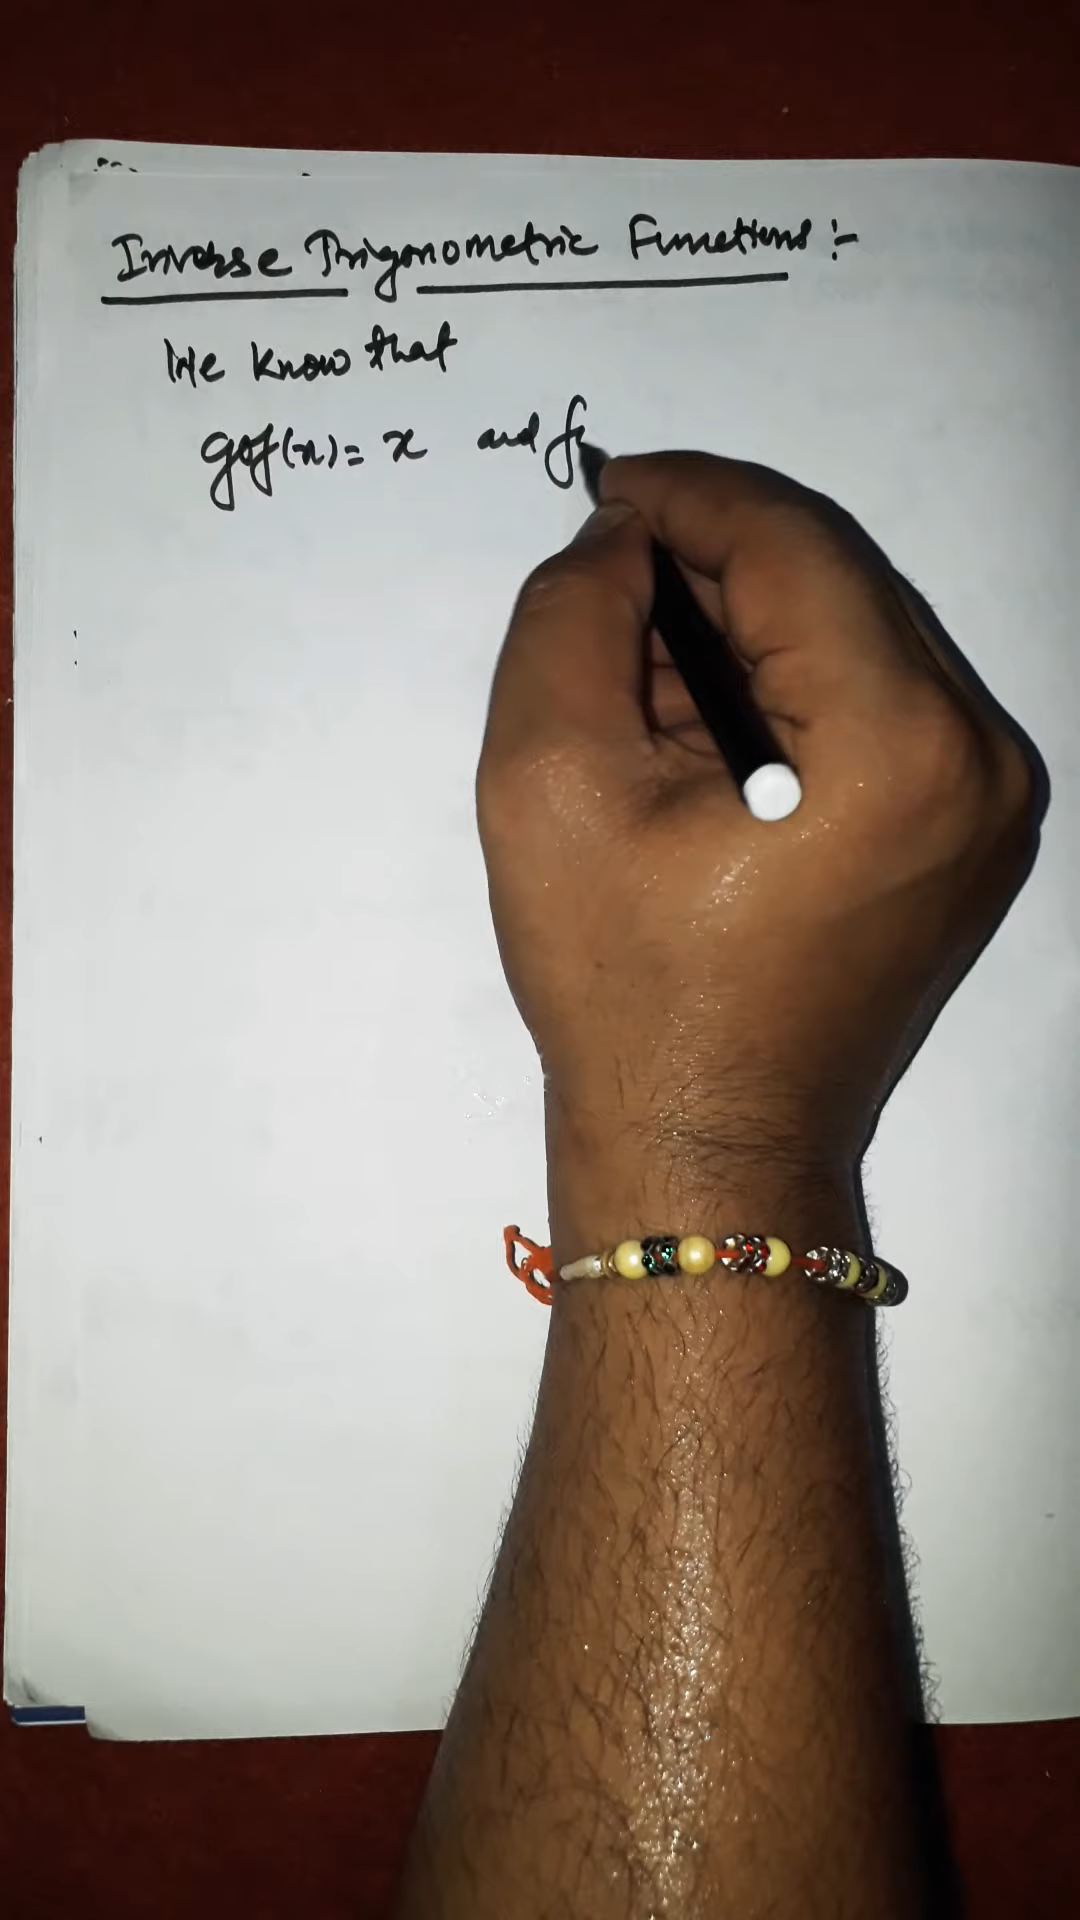 Inverse Trigonometric Functions :-
We know that
gof(x) = x and f